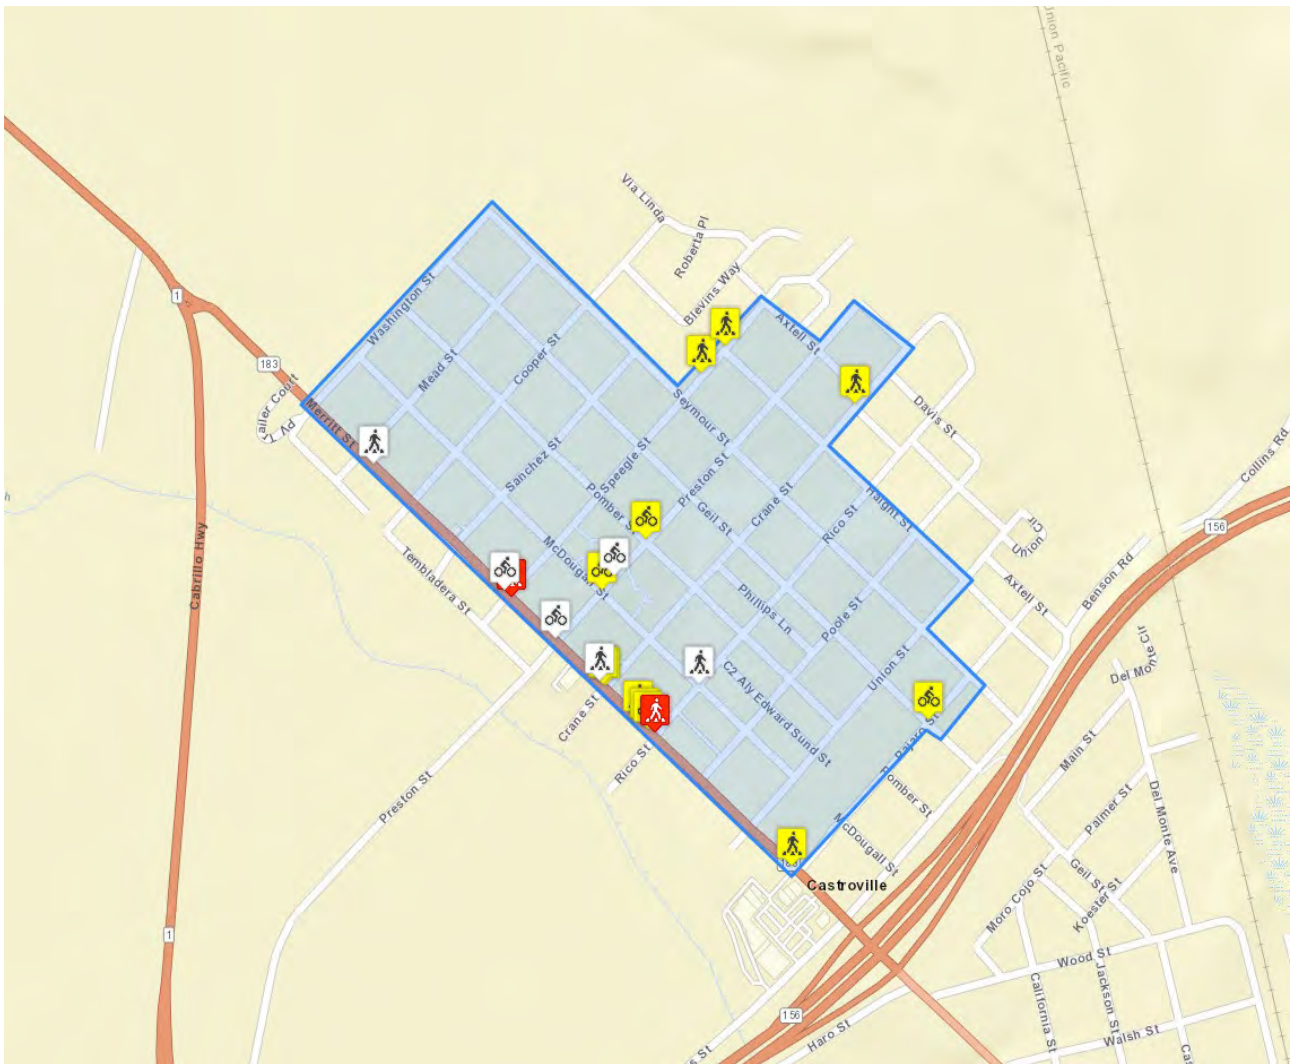 Union Pacific
Via Linda
Roberta Pl
Blevins Way
1
Washington St
Axtell St
Mead St
Cooper St
183
Merritt St
Seymour St
Davis St
Collins Rd
Sanchez St
Speegle St
Preston St
Pomber St
Geil St
Crane St
Rico St
Haight St
156
Union Cir
Cabrillo Hwy
Tembladera St
McDougall St
Phillips Ln
Poole St
Axtell St
Benson Rd
Union St
C2 Aly Edward Sund St
Crane St
Rico St
Pajaro St
Pomber St
Del Monte Cir
Main St
Palmer St
Del Monte Ave
Preston St
McDougall St
Castroville
Geil St
Koester St
Moro Cojo St
1
Wood St
California St
Jackson St
Walsh St
156
Haro St